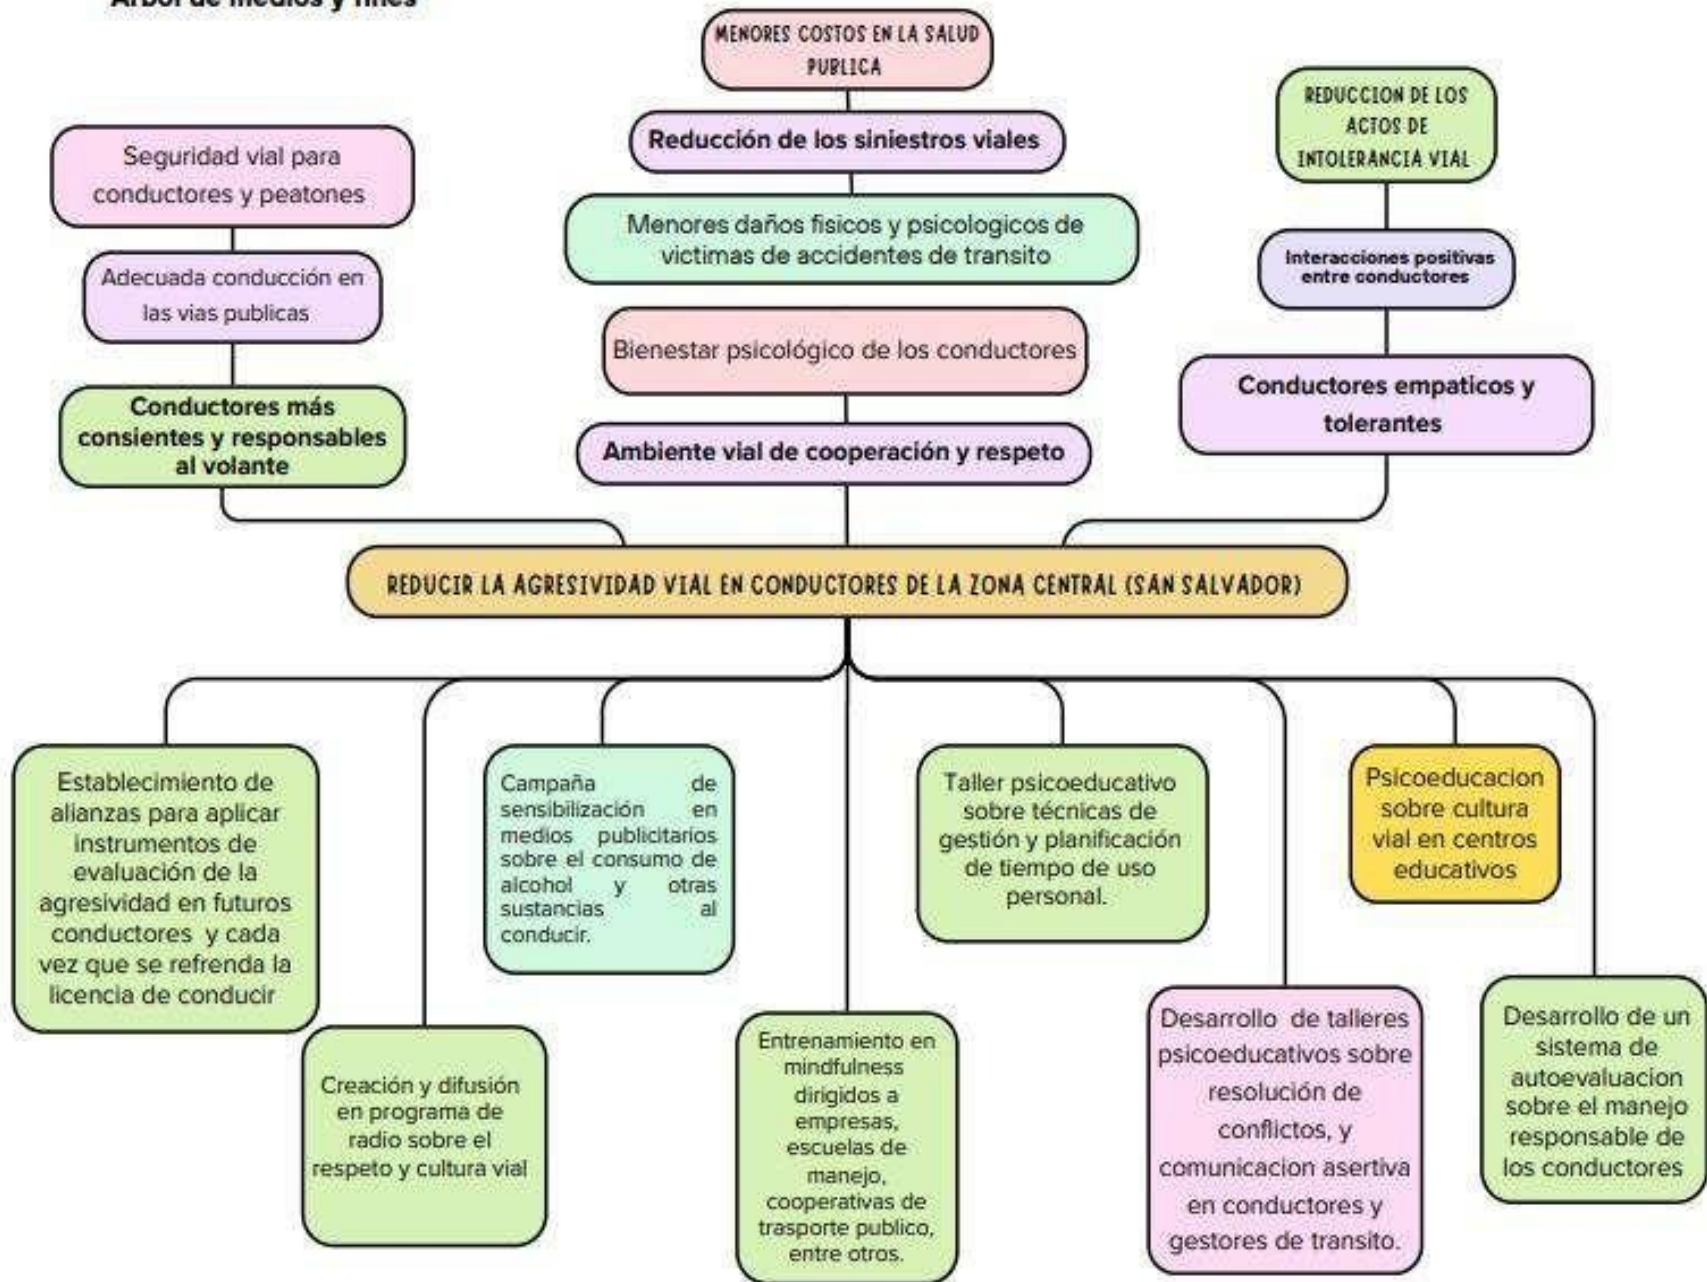 Árbol de medios y fines
MENORES COSTOS EN LA SALUD
PUBLICA
Reducción de los siniestros viales
Menores daños fisicos y psicologicos de
victimas de accidentes de transito
Bienestar psicológico de los conductores
Ambiente vial de cooperación y respeto
Seguridad vial para
conductores y peatones
Adecuada conducción en
las vias publicas
Conductores más
consientes y responsables
al volante
REDUCCION DE LOS
ACTOS DE
INTOLERANCIA VIAL
Interacciones positivas
entre conductores
Conductores empaticos y
tolerantes
REDUCIR LA AGRESIVIDAD VIAL EN CONDUCTORES DE LA ZONA CENTRAL (SAN SALVADOR)
Establecimiento de
alianzas para aplicar
instrumentos de
evaluación de la
agresividad en futuros
conductores y cada
vez que se refrenda la
licencia de conducir
Creación y difusión
en programa de
radio sobre el
respeto y cultura vial
Campaña de
sensibilización en
medios publicitarios
sobre el consumo de
alcohol y otras
sustancias al
conducir.
Entrenamiento en
mindfulness
dirigidos a
empresas,
escuelas de
manejo,
cooperativas de
trasporte publico,
entre otros.
Taller psicoeducativo
sobre técnicas de
gestión y planificación
de tiempo de uso
personal.
Desarrollo de talleres
psicoeducativos sobre
resolución de
conflictos, y
comunicacion asertiva
en conductores y
gestores de transito.
Psicoeducacion
sobre cultura
vial en centros
educativos
Desarrollo de un
sistema de
autoevaluacion
sobre el manejo
responsable de
los conductores